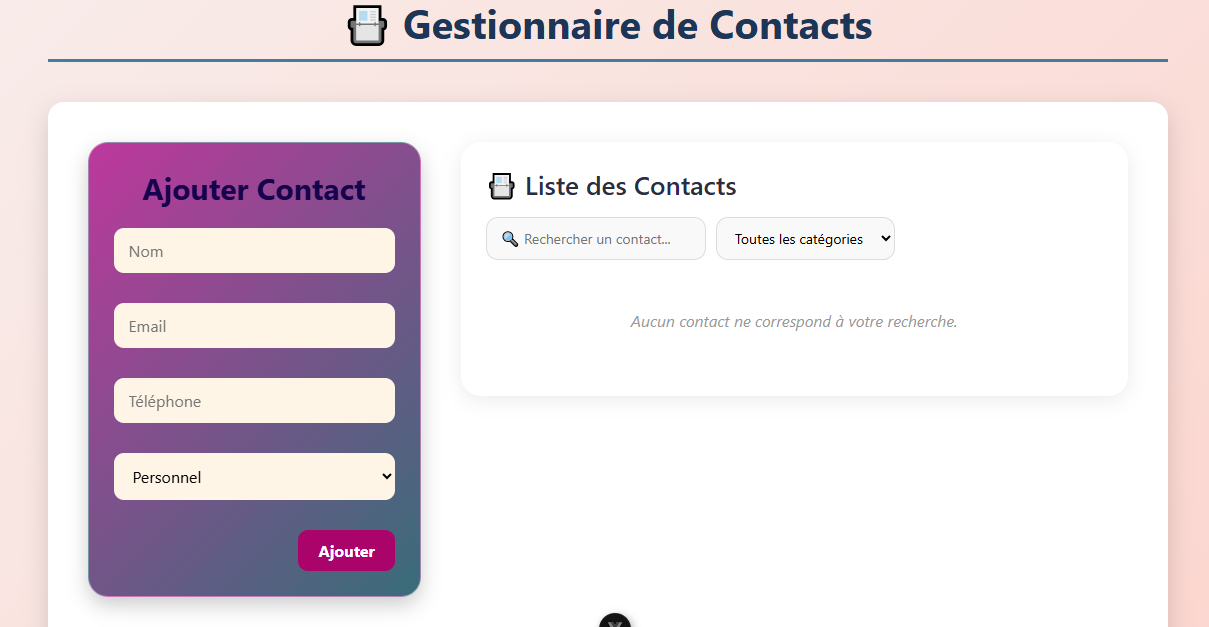 Gestionnaire de Contacts
Ajouter Contact
Nom
Email
Téléphone
Personnel
Ajouter
Liste des Contacts
Rechercher un contact...
Toutes les catégories
Aucun contact ne correspond à votre recherche.